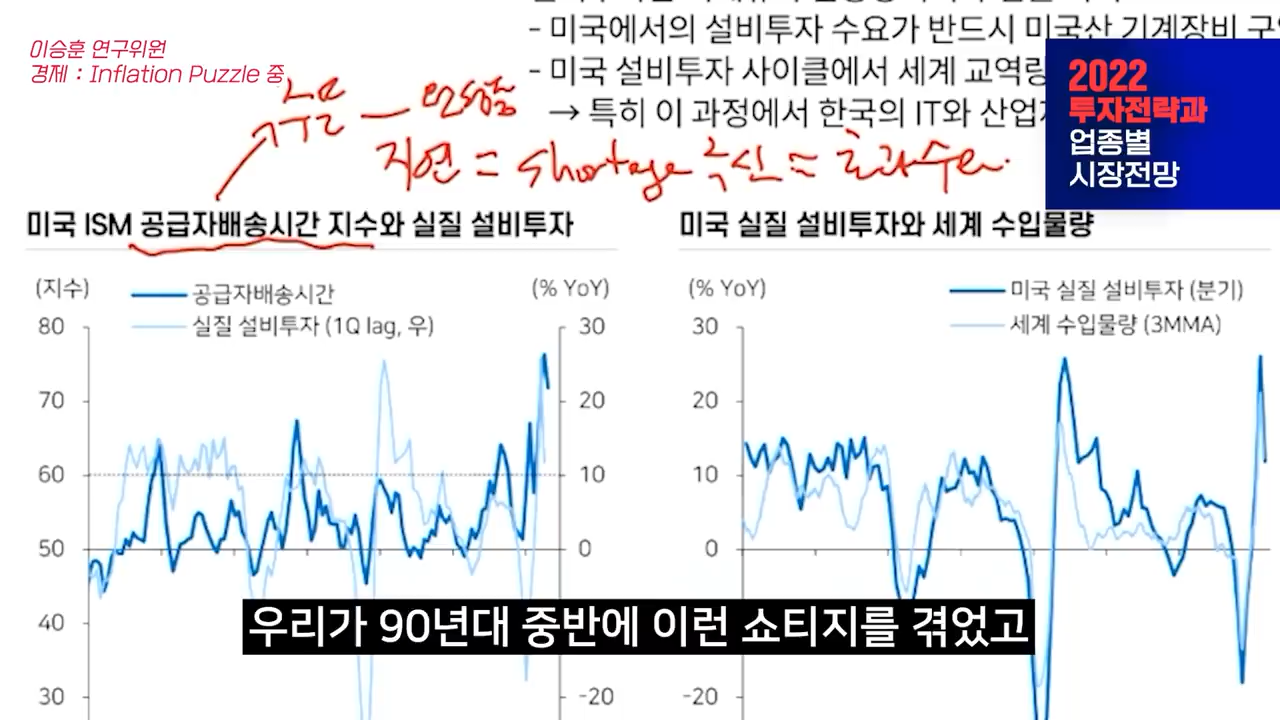 이승훈 연구위원
경제 : Inflation Puzzle 중
- 미국에서의 설비투자 수요가 반드시 미국산 기계장비
- 미국 설비투자 사이클에서 세계 교역량
→ 특히 이 과정에서 한국의 IT와
2022
투자전략과
업종별
시장전망
지연 = Shortage = 초과수요
미국 ISM 공급자배송시간 지수와 실질 설비투자
(지수)
공급자배송시간
실질 설비투자 (1Q lag, 우)
(% YoY)
80
70
60
50
40
30
30
20
10
0
-20
미국 실질 설비투자와 세계 수입물량
(% YoY)
미국 실질 설비투자 (분기)
세계 수입물량 (3MMA)
30
20
10
0
-20
우리가 90년대 중반에 이런 쇼티지를 겪었고